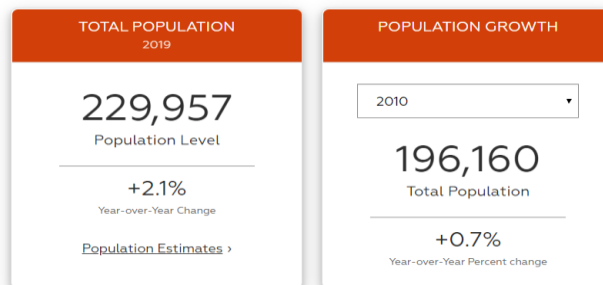 TOTAL POPULATION
2019
229,957
Population Level
+2.1%
Year-over-Year Change
Population Estimates ›
POPULATION GROWTH
2010
196,160
Total Population
+0.7%
Year-over-Year Percent change